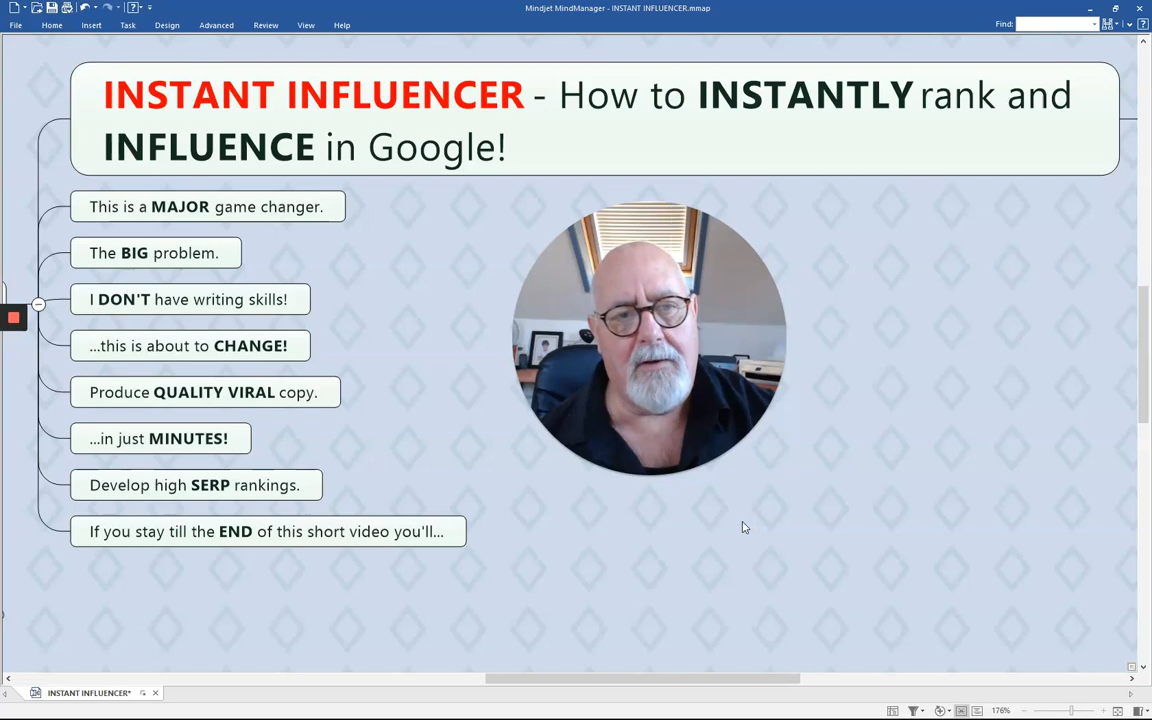 Mindjet MindManager - INSTANT INFLUENCER.mmap
File Home Insert Task Design Advanced Review View Help Find:
INSTANT INFLUENCER - How to INSTANTLY rank and
INFLUENCE in Google!
This is a MAJOR game changer.
The BIG problem.
I DON'T have writing skills!
...this is about to CHANGE!
Produce QUALITY VIRAL copy.
...in just MINUTES!
Develop high SERP rankings.
If you stay till the END of this short video you'll...
INSTANT INFLUENCER*
176%